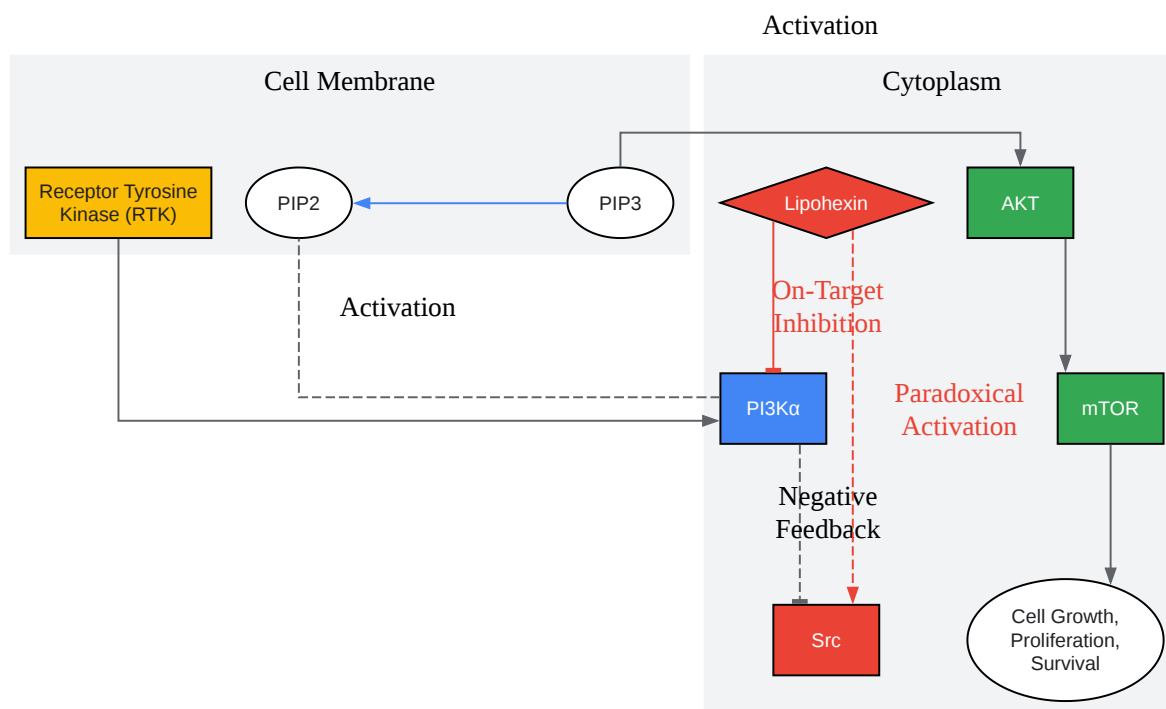 Activation
Cell Membrane
Cytoplasm
Receptor Tyrosine
Kinase (RTK)
PIP2
PIP3
Lipohexin
AKT
On-Target
Inhibition
Activation
PI3Kα
Paradoxical
Activation
mTOR
Negative
Feedback
Src
Cell Growth,
Proliferation,
Survival